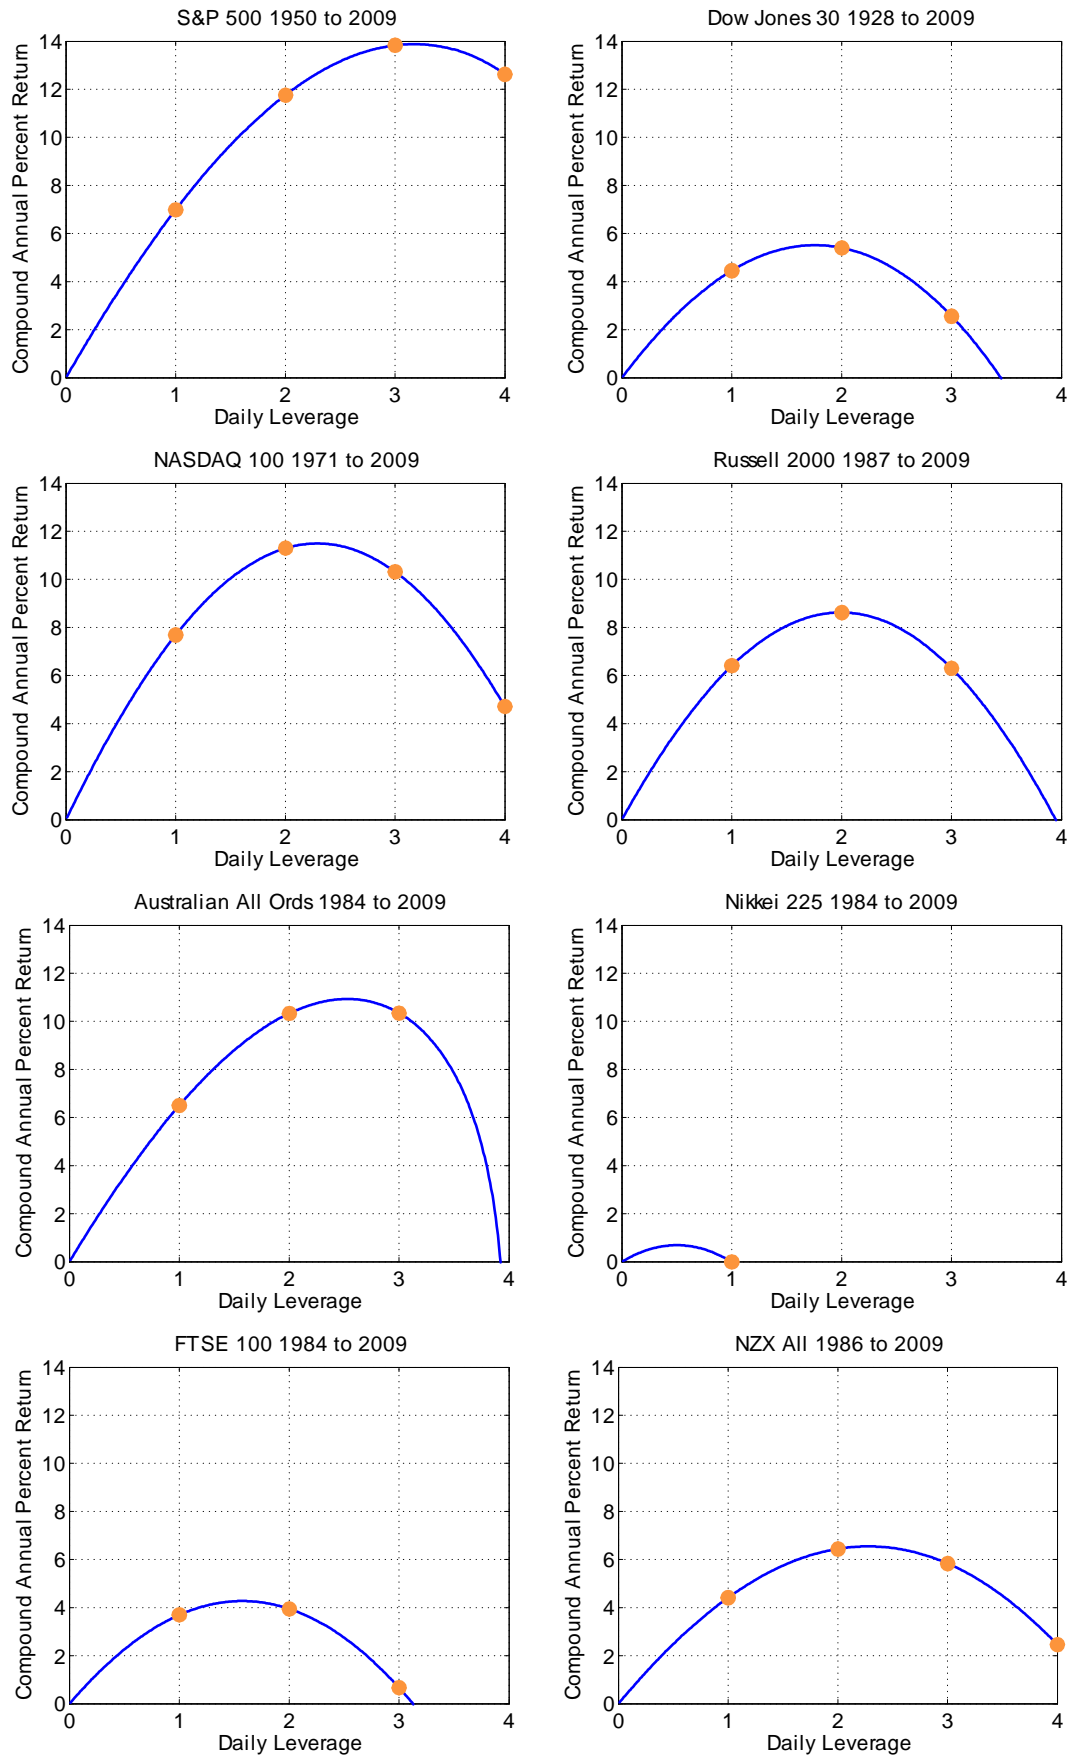 S&P 500 1950 to 2009
Compound Annual Percent Return
14
12
10
8
6
4
2
0
0 1 2 3 4
Daily Leverage
Dow Jones 30 1928 to 2009
Compound Annual Percent Return
14
12
10
8
6
4
2
0
0 1 2 3 4
Daily Leverage
NASDAQ 100 1971 to 2009
Compound Annual Percent Return
14
12
10
8
6
4
2
0
0 1 2 3 4
Daily Leverage
Russell 2000 1987 to 2009
Compound Annual Percent Return
14
12
10
8
6
4
2
0
0 1 2 3 4
Daily Leverage
Australian All Ords 1984 to 2009
Compound Annual Percent Return
14
12
10
8
6
4
2
0
0 1 2 3 4
Daily Leverage
Nikkei 225 1984 to 2009
Compound Annual Percent Return
14
12
10
8
6
4
2
0
0 1 2 3 4
Daily Leverage
FTSE 100 1984 to 2009
Compound Annual Percent Return
14
12
10
8
6
4
2
0
0 1 2 3 4
Daily Leverage
NZX All 1986 to 2009
Compound Annual Percent Return
14
12
10
8
6
4
2
0
0 1 2 3 4
Daily Leverage